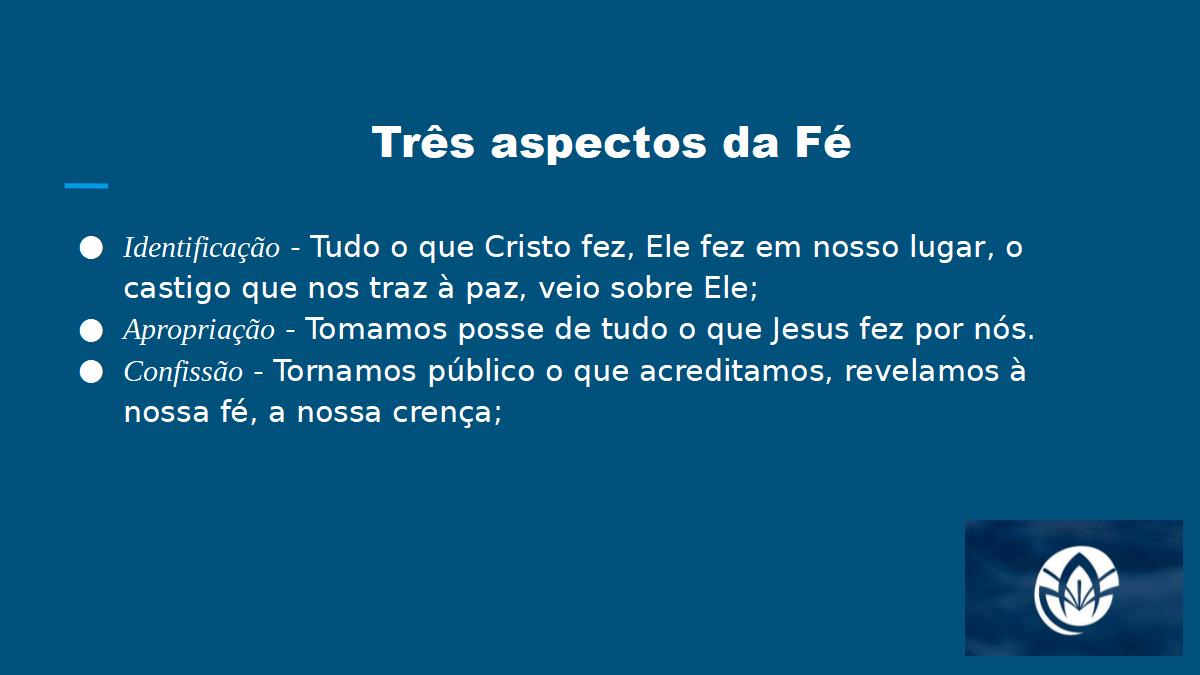 Três aspectos da Fé
● Identificação - Tudo o que Cristo fez, Ele fez em nosso lugar, o
castigo que nos traz à paz, veio sobre Ele;
● Apropriação - Tomamos posse de tudo o que Jesus fez por nós.
● Confissão - Tornamos público o que acreditamos, revelamos à
nossa fé, a nossa crença;